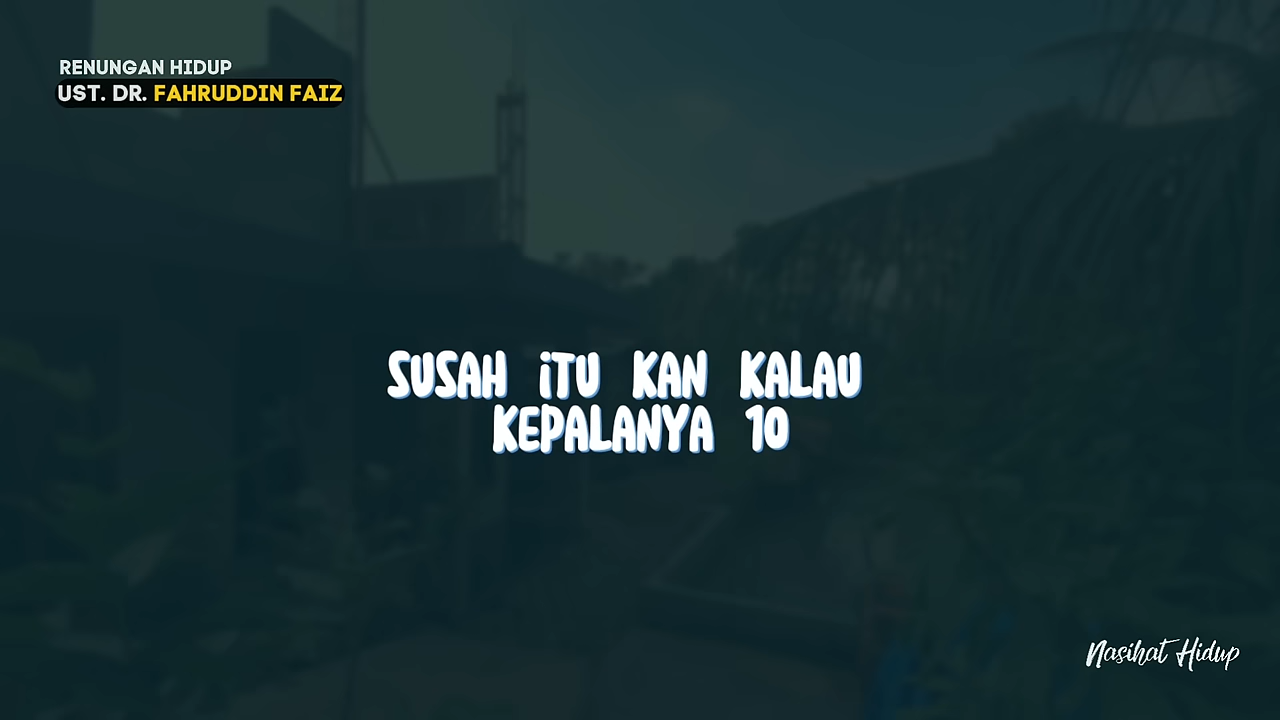 RENUNGAN HIDUP
UST. DR. FAHRUDDIN FAIZ
SUSAH iTU KAN KALAU
KEPALANYA 10
Nasihat Hidup